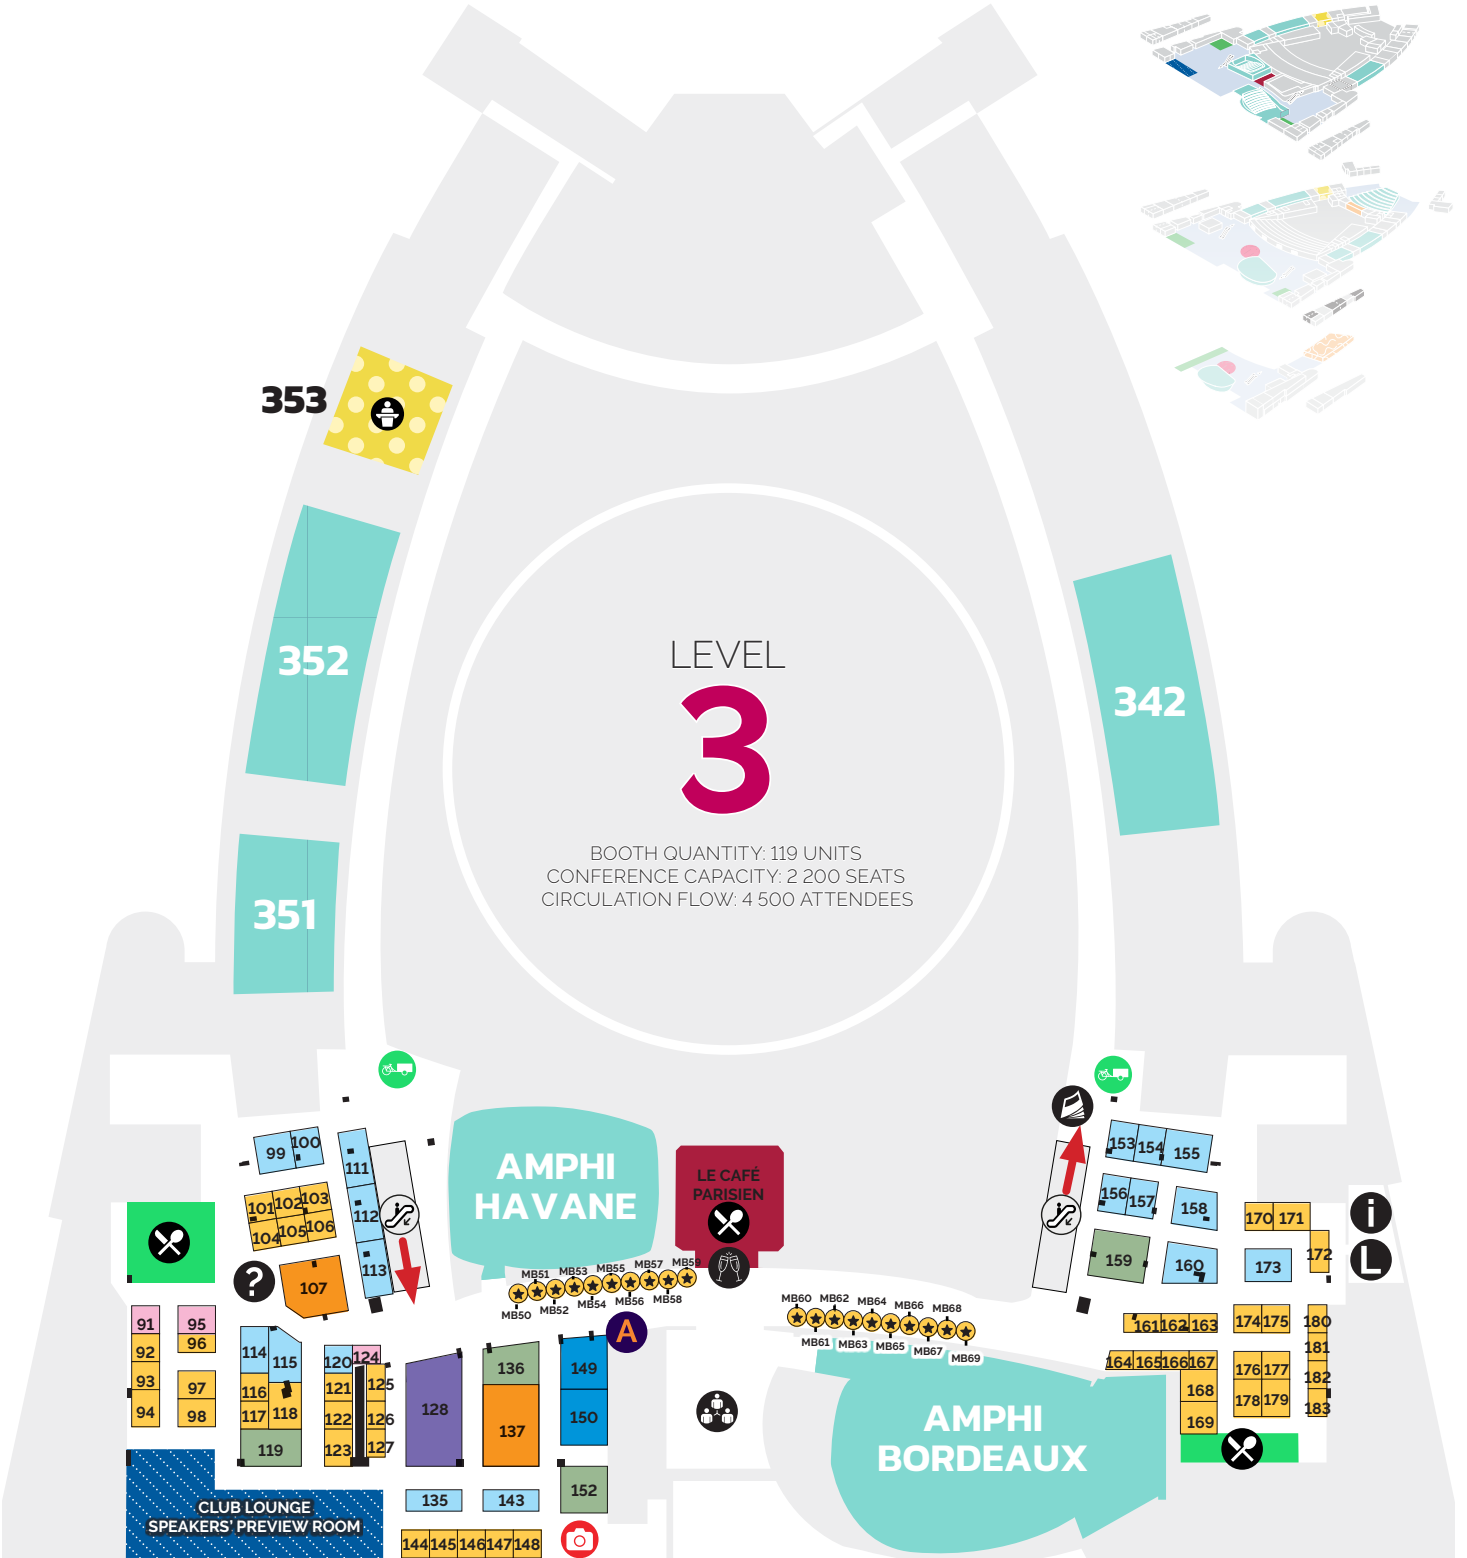 353
352
342
351
LEVEL
3
BOOTH QUANTITY: 119 UNITS
CONFERENCE CAPACITY: 2 200 SEATS
CIRCULATION FLOW: 4 500 ATTENDEES
AMPHI
HAVANE
LE CAFÉ
PARISIEN
99 100
101 102 103
104 105 106
107
111
112
113
?
153 154 155
156 157 158
159 160
170 171
172
173
i
L
MB51 MB53 MB55 MB57 MB59
MB50 MB52 MB54 MB56 MB58
MB60 MB62 MB64 MB66 MB68
MB61 MB63 MB65 MB67 MB69
A
91 95
92 96
93 97
94 98
114 115
116
117 118
119
120 124
121 125
122 126
123 127
128
136
137
149
150
135 143
152
144 145 146 147 148
161 162 163
164 165 166 167
168
169
174 175
176 177
178 179
180
181
182
183
AMPHI
BORDEAUX
CLUB LOUNGE
SPEAKERS' PREVIEW ROOM